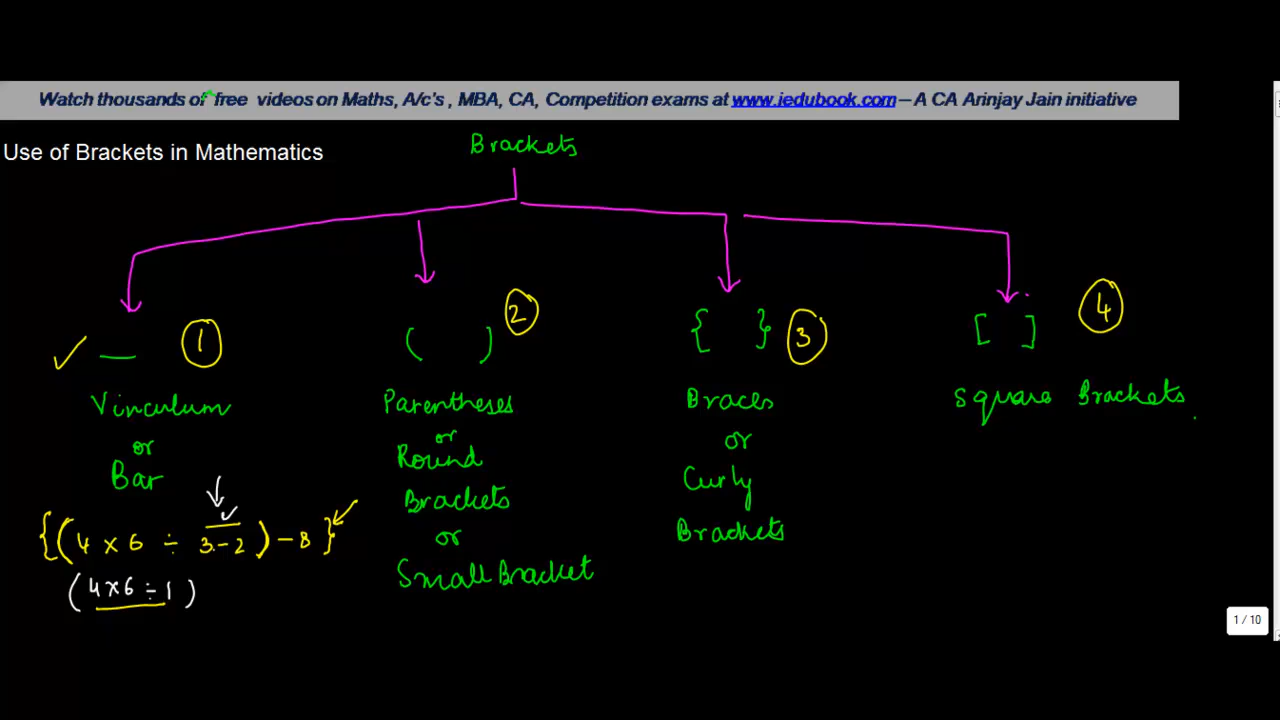 Watch thousands of free videos on Maths, A/c's , MBA, CA, Competition exams at www.iedubook.com – A CA Arinjay Jain initiative
Use of Brackets in Mathematics
Brackets
— ① ( ) ② { } ③ [ ] ④
Vinculum
or
Bar
Parentheses
or
Round
Brackets
or
Small Bracket
Braces
or
Curly
Brackets
Square Brackets
{(4 × 6 ÷ 3̅-̅2̅) – 8}
(4×6÷1)
1 / 10